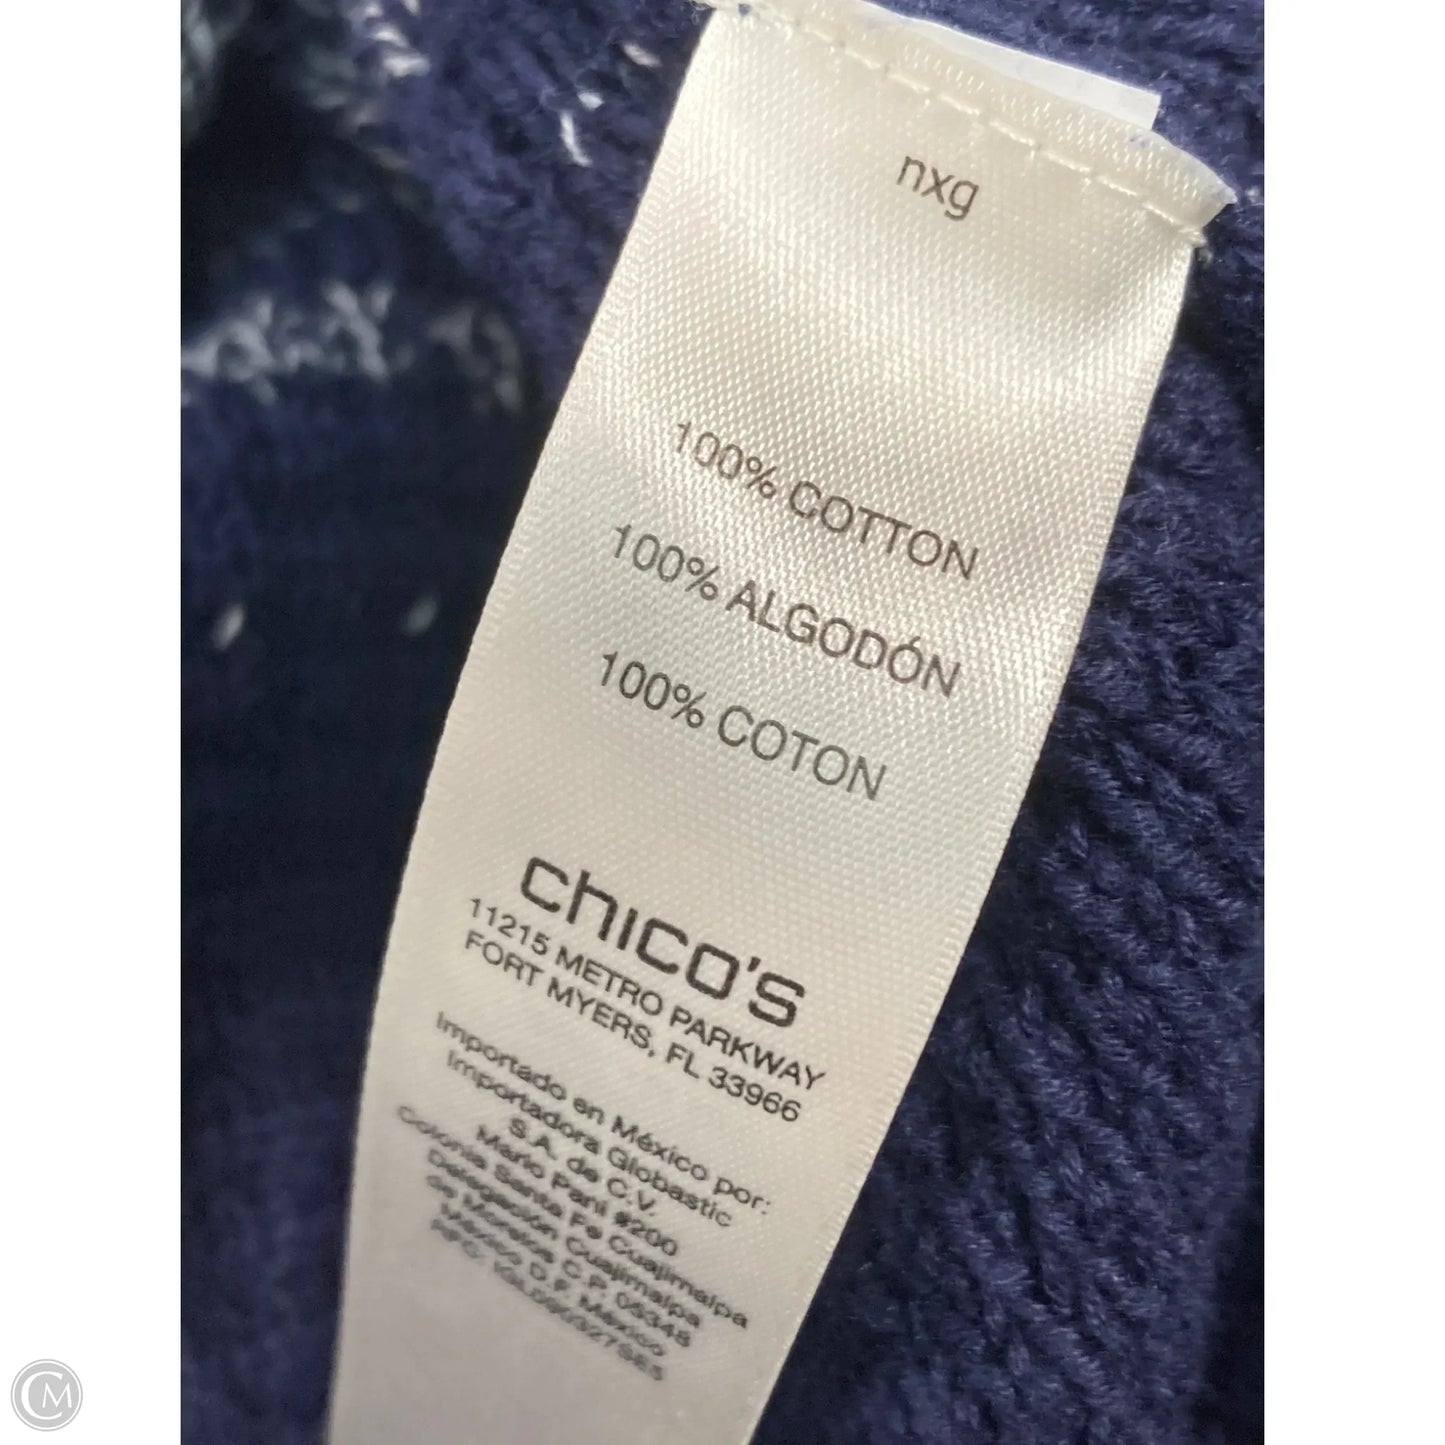 nxg
100% COTTON
100% ALGODÓN
100% COTON
chico's
11215 METRO PARKWAY
FORT MYERS, FL 33966
Importado en México por:
Importadora Globastic
S.A. de C.V.
Mario Pani #200
Colonia Santa Fe Cuajimalpa
Delegación Cuajimalpa
de Morelos C.P. 05348
México D.F. México
CM